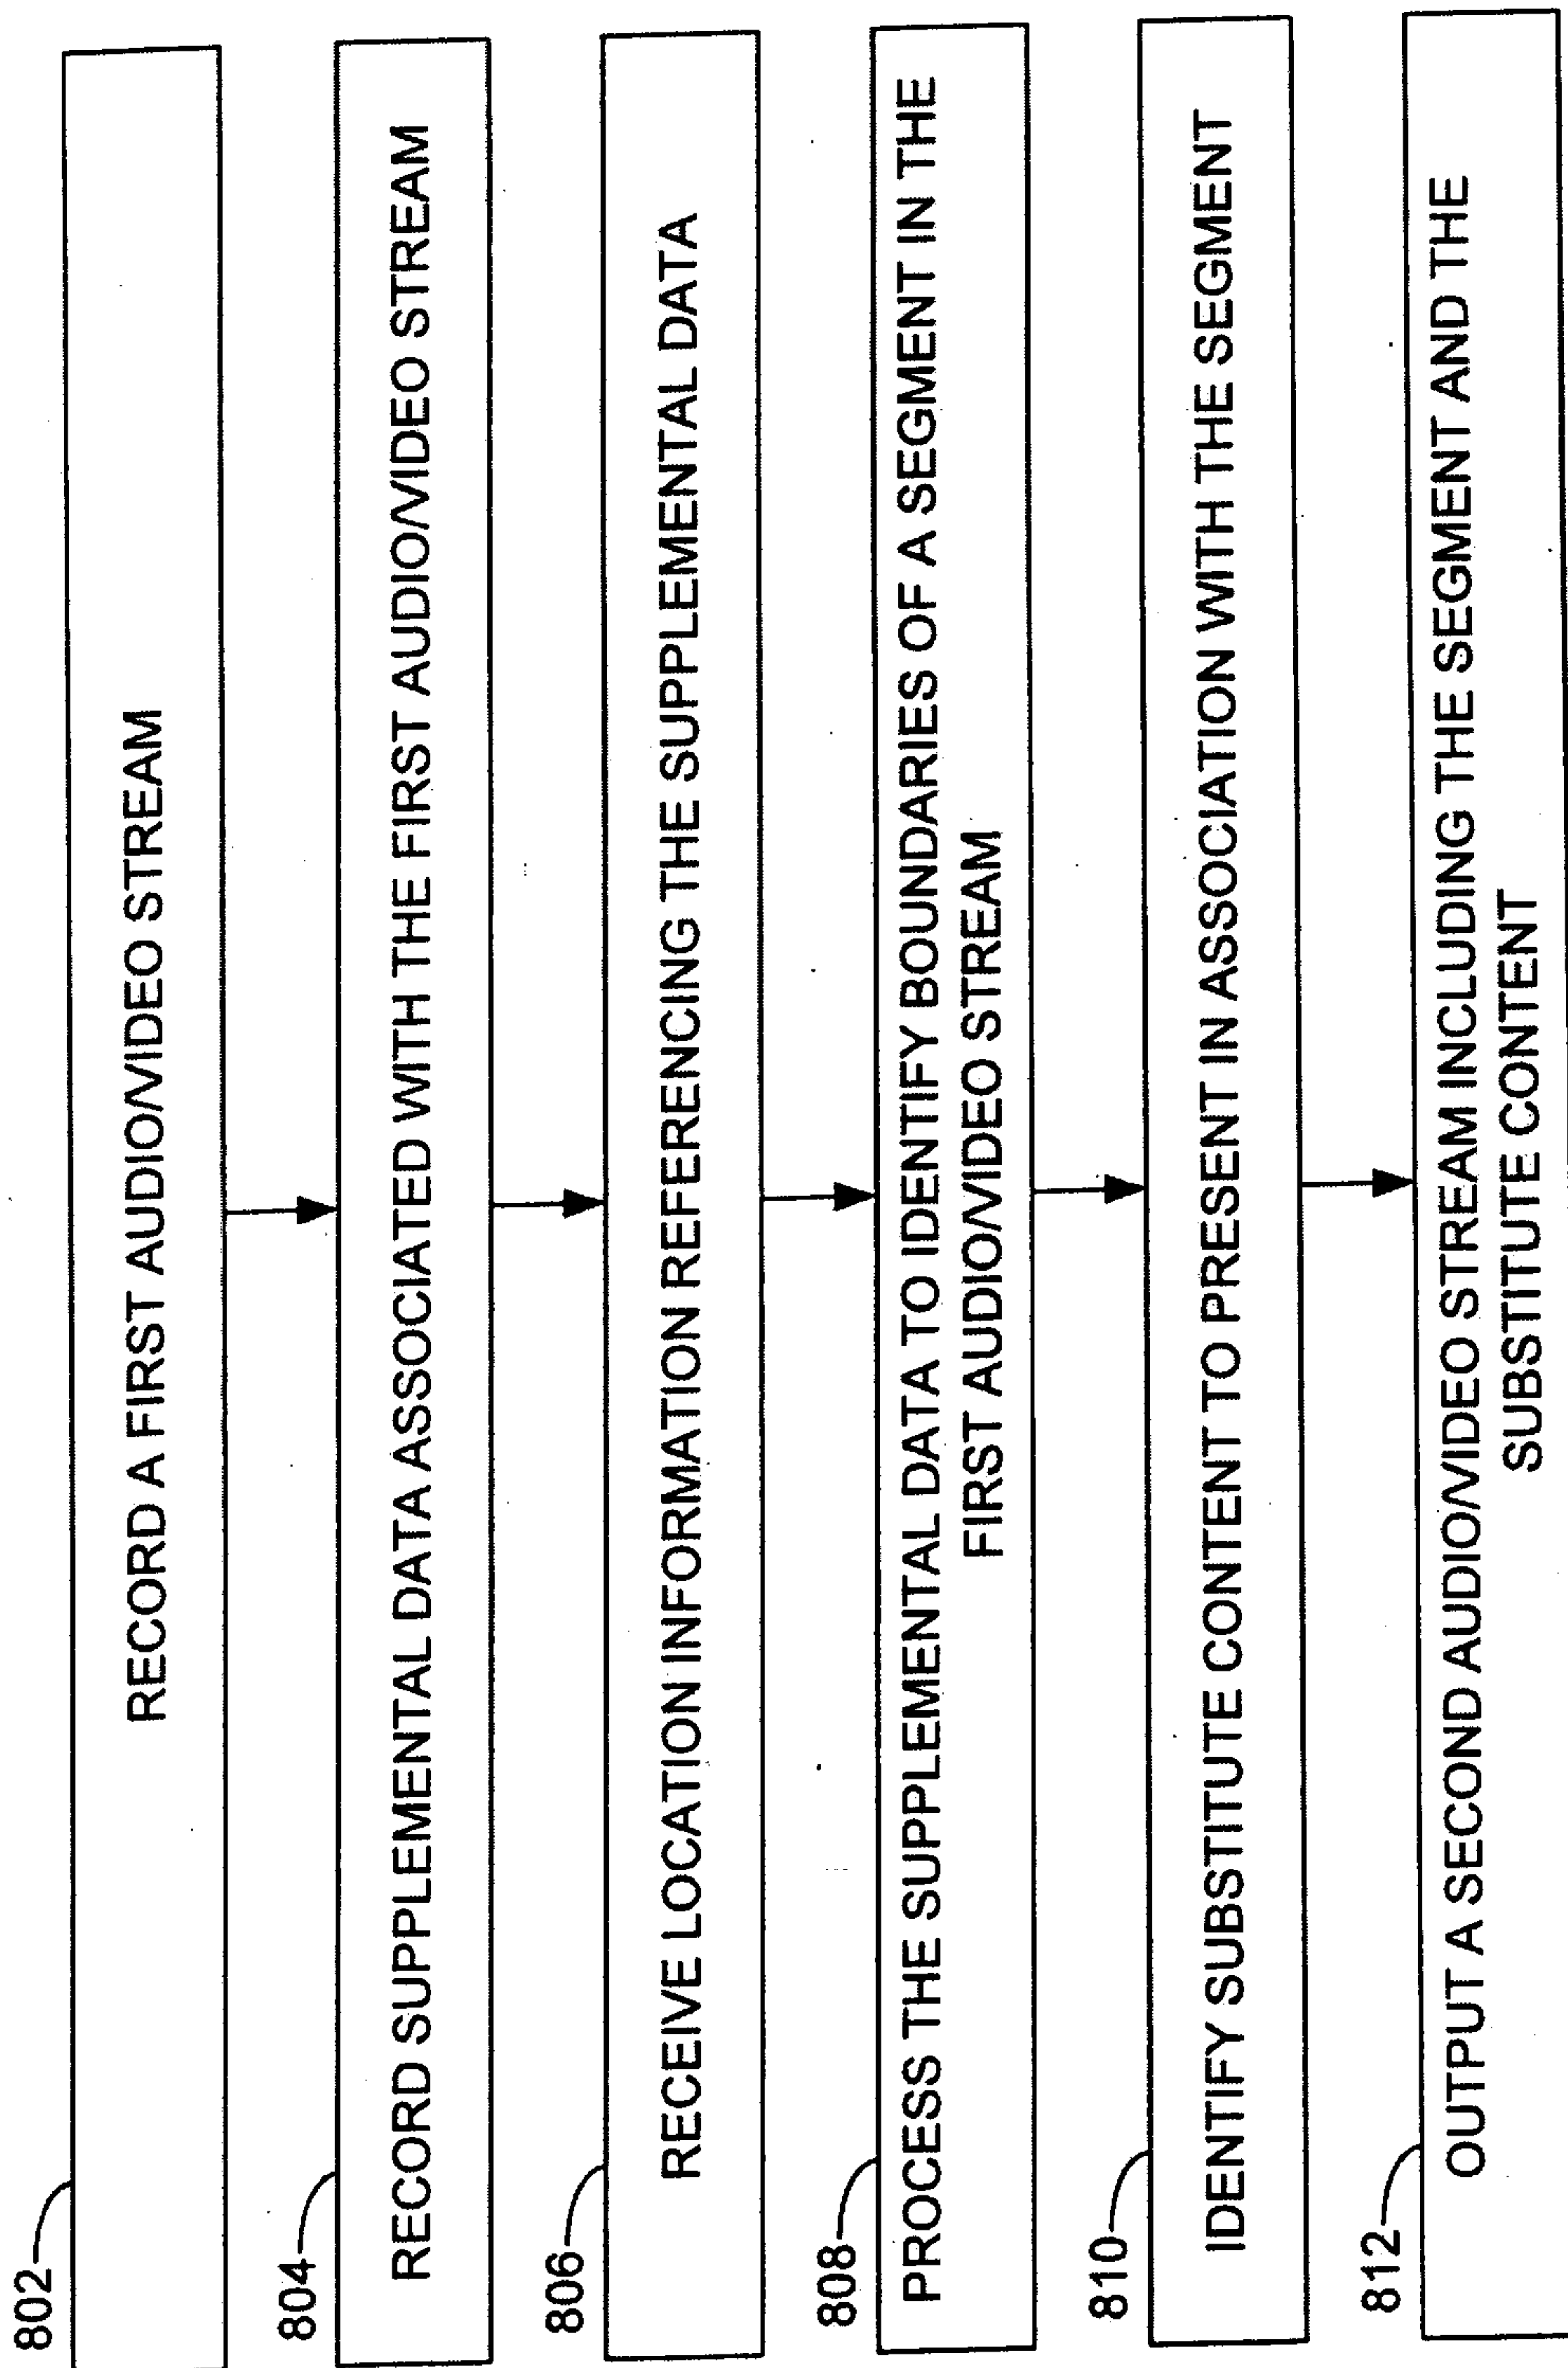 802
RECORD A FIRST AUDIO/VIDEO STREAM
804
RECORD SUPPLEMENTAL DATA ASSOCIATED WITH THE FIRST AUDIO/VIDEO STREAM
806
RECEIVE LOCATION INFORMATION REFERENCING THE SUPPLEMENTAL DATA
808
PROCESS THE SUPPLEMENTAL DATA TO IDENTIFY BOUNDARIES OF A SEGMENT IN THE
FIRST AUDIO/VIDEO STREAM
810
IDENTIFY SUBSTITUTE CONTENT TO PRESENT IN ASSOCIATION WITH THE SEGMENT
812
OUTPUT A SECOND AUDIO/VIDEO STREAM INCLUDING THE SEGMENT AND THE
SUBSTITUTE CONTENT